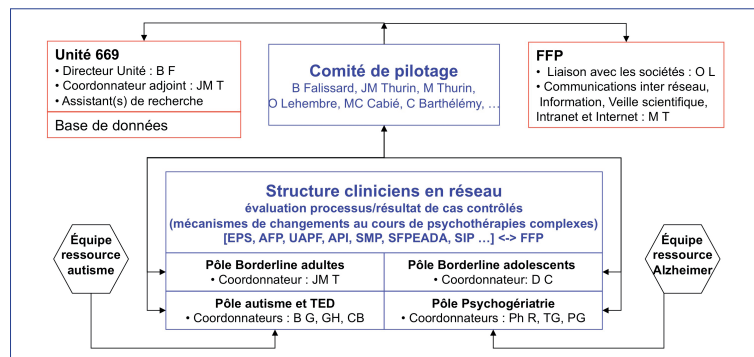 Unité 669
• Directeur Unité : B F
• Coordonateur adjoint : JM T
• Assistant(s) de recherche
Base de données
Comité de pilotage
B Falissard, JM Thurin, M Thurin,
O Lehembre, MC Cabié, C Barthélémy, …
FFP
• Liaison avec les sociétés : O L
• Communications inter réseau,
Information, Veille scientifique,
Intranet et Internet : M T
Structure cliniciens en réseau
évaluation processus/résultat de cas contrôlés
(mécanismes de changements au cours de psychothérapies complexes)
[EPS, AFP, UAPF, API, SMP, SFPEADA, SIP ...] <-> FFP
Pôle Borderline adultes
• Coordonateur : JM T
Pôle Borderline adolescents
• Coordonateur: D C
Pôle autisme et TED
• Coordonnateurs : B G, GH, CB
Pôle Psychogériatrie
• Coordonnateurs : Ph R, TG, PG
Équipe
ressource
autisme
Équipe
ressource
Alzheimer